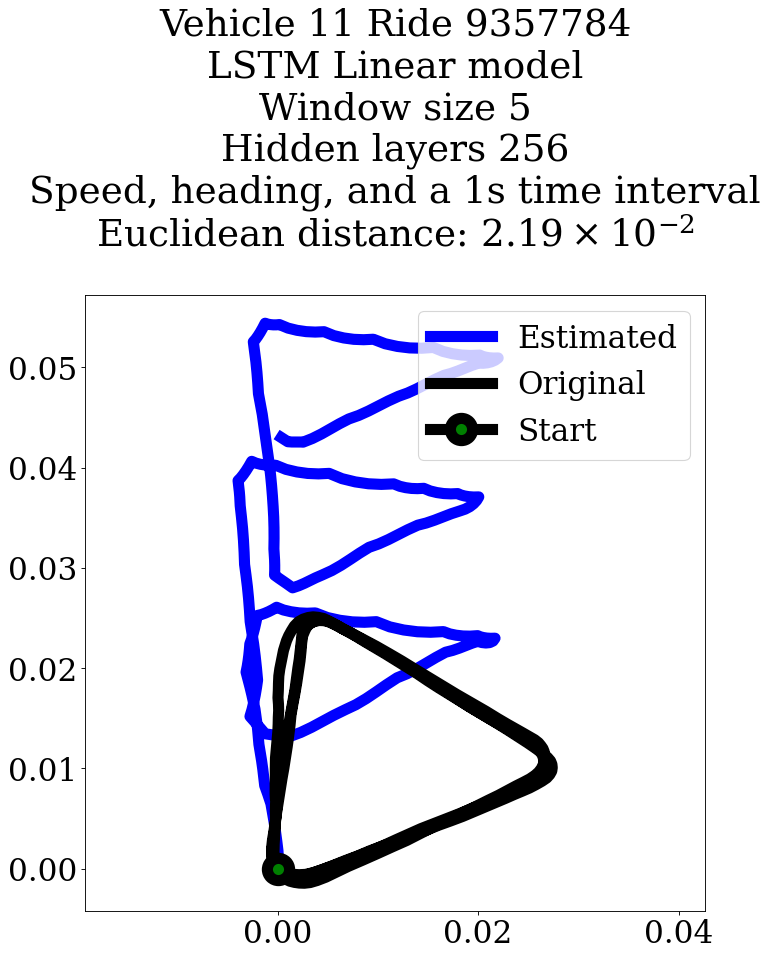 Vehicle 11 Ride 9357784
LSTM Linear model
Window size 5
Hidden layers 256
Speed, heading, and a 1s time interval
Euclidean distance: 2.19 × 10⁻²
Estimated
Original
Start
0.05
0.04
0.03
0.02
0.01
0.00
0.00 0.02 0.04